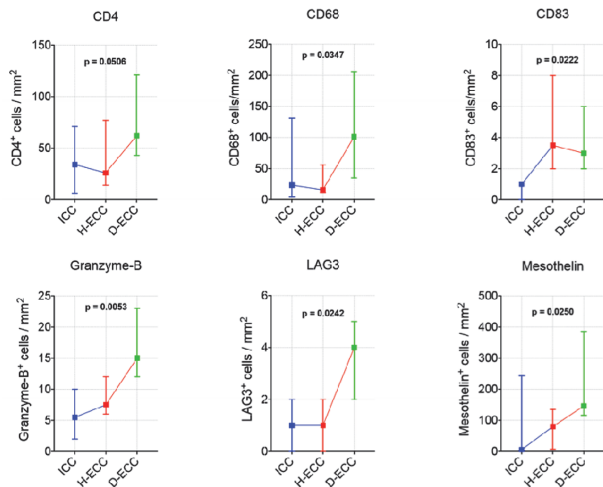 CD4
CD4+ cells / mm²
150
100
50
0
p = 0.0506
ICC
H-ECC
D-ECC
CD68
CD68+ cells/mm²
250
200
150
100
50
0
p = 0.0347
ICC
H-ECC
D-ECC
CD83
CD83+ cells/mm²
10
8
6
4
2
0
p = 0.0222
ICC
H-ECC
D-ECC
Granzyme-B
Granzyme-B+ cells / mm²
25
20
15
10
5
0
p = 0.0053
ICC
H-ECC
D-ECC
LAG3
LAG3+ cells / mm²
6
4
2
0
p = 0.0242
ICC
H-ECC
D-ECC
Mesothelin
Mesothelin+ cells / mm²
500
400
300
200
100
0
p = 0.0250
ICC
H-ECC
D-ECC